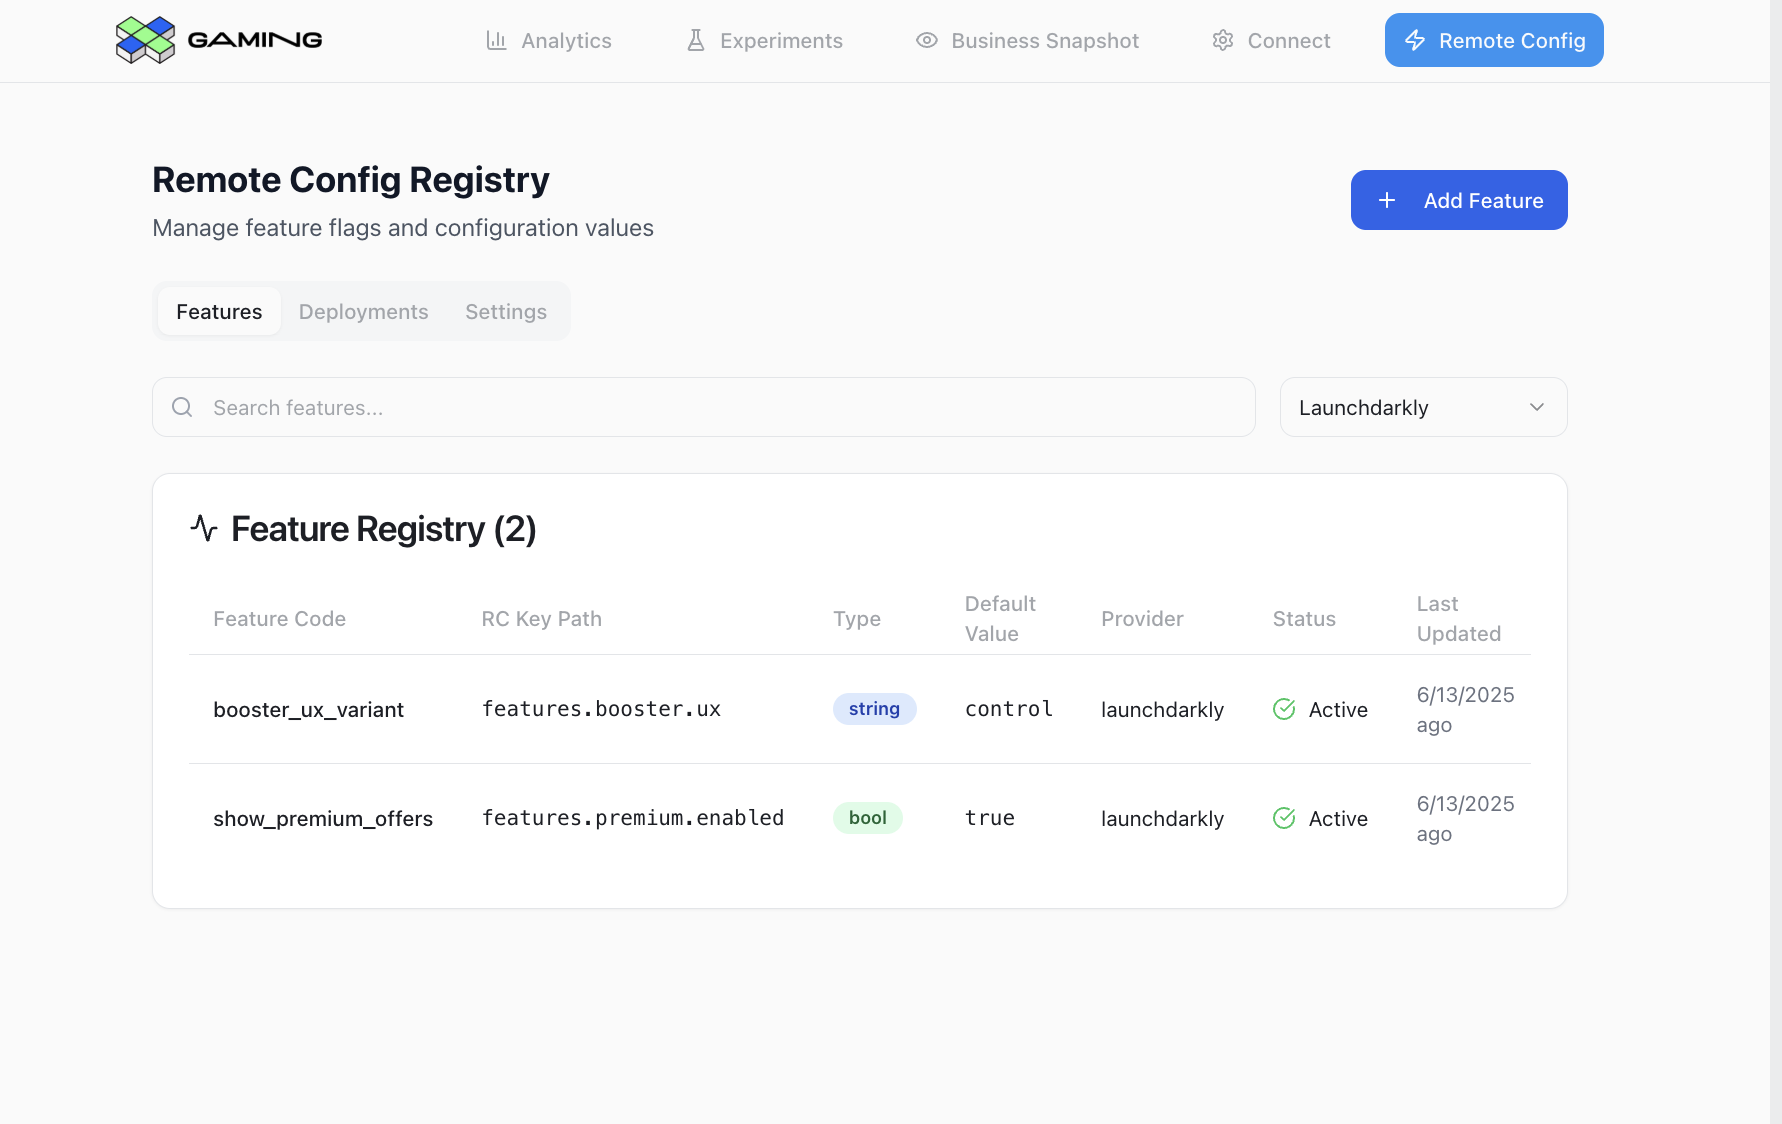 GAMING
Analytics
Experiments
Business Snapshot
Connect
Remote Config
Remote Config Registry
Manage feature flags and configuration values
Add Feature
Features
Deployments
Settings
Search features...
Launchdarkly
Feature Registry (2)
Feature Code
RC Key Path
Type
Default
Value
Provider
Status
Last
Updated
booster_ux_variant
features.booster.ux
string
control
launchdarkly
Active
6/13/2025
ago
show_premium_offers
features.premium.enabled
bool
true
launchdarkly
Active
6/13/2025
ago